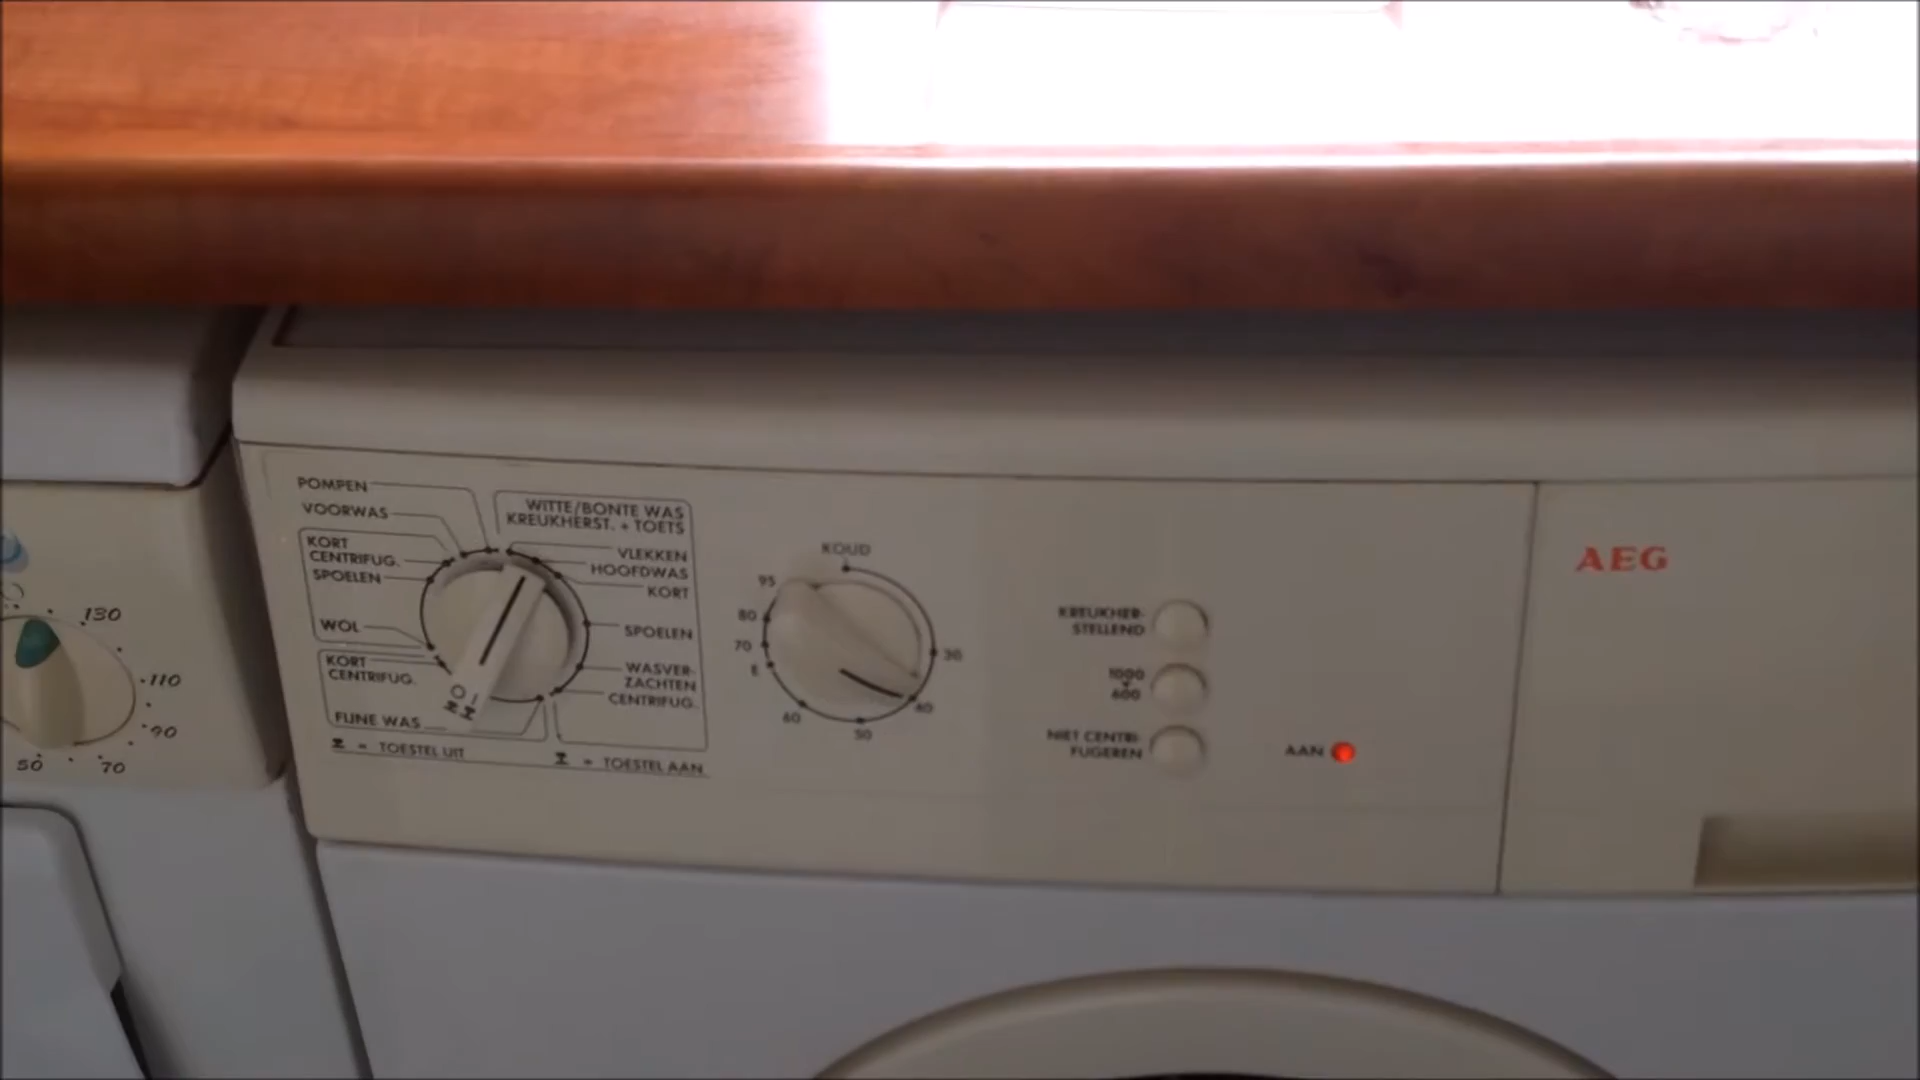 POMPEN
VOORWAS
KORT
CENTRIFUG.
SPOELEN
WOL
KORT
CENTRIFUG.
FIJNE WAS
= TOESTEL UIT
WITTE/BONTE WAS
KREUKHERST. + TOETS
VLEKKEN
HOOFDWAS
KORT
SPOELEN
WASVER-
ZACHTEN
CENTRIFUG.
= TOESTEL AAN
KOUD
30
40
50
60
E
70
80
95
KREUKHER-
STELLEND
1000
600
NIET CENTRI-
FUGEREN
AAN
AEG
130
110
90
70
50